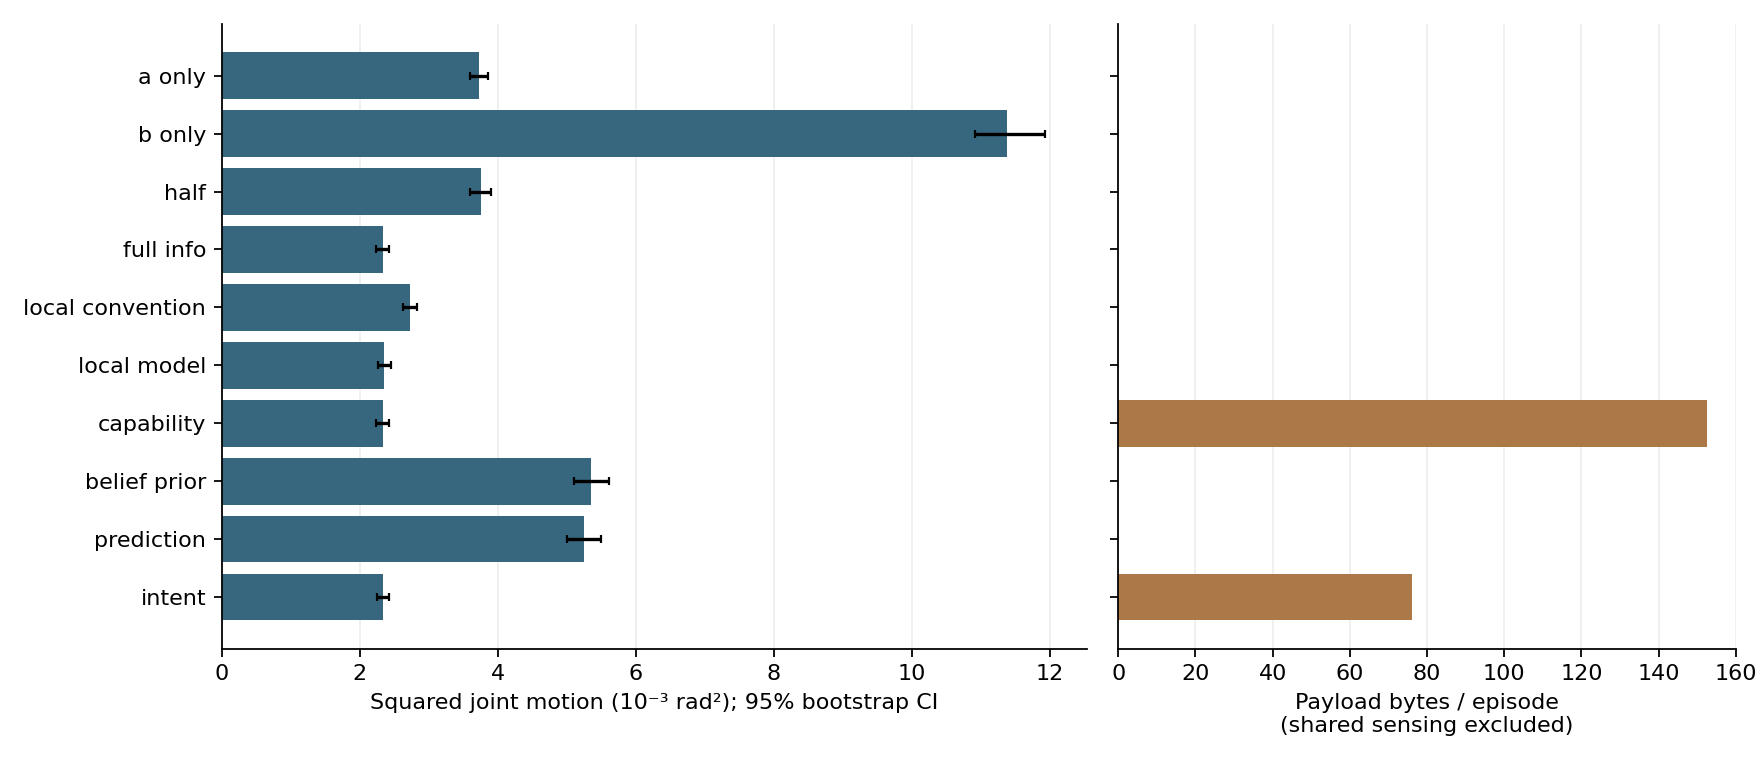 a only
b only
half
full info
local convention
local model
capability
belief prior
prediction
intent
0 2 4 6 8 10 12
Squared joint motion (10⁻³ rad²); 95% bootstrap CI
0 20 40 60 80 100 120 140 160
Payload bytes / episode
(shared sensing excluded)